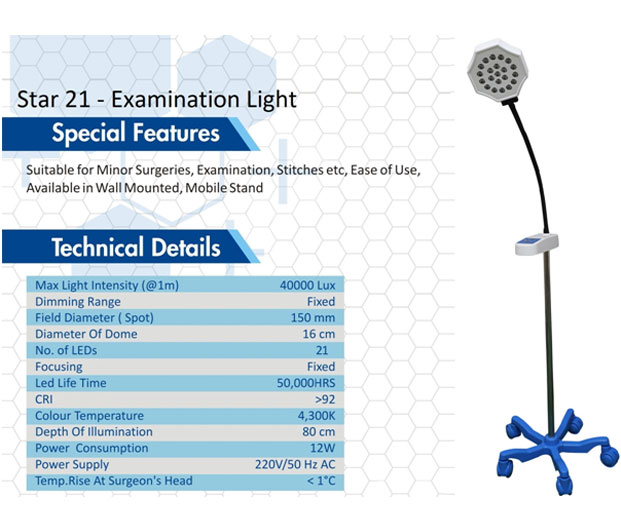 Star 21 - Examination Light
Special Features
Suitable for Minor Surgeries, Examination, Stitches etc, Ease of Use,
Available in Wall Mounted, Mobile Stand
Technical Details
Max Light Intensity (@1m) 40000 Lux
Dimming Range Fixed
Field Diameter ( Spot) 150 mm
Diameter Of Dome 16 cm
No. of LEDs 21
Focusing Fixed
Led Life Time 50,000HRS
CRI >92
Colour Temperature 4,300K
Depth Of Illumination 80 cm
Power Consumption 12W
Power Supply 220V/50 Hz AC
Temp.Rise At Surgeon's Head < 1°C